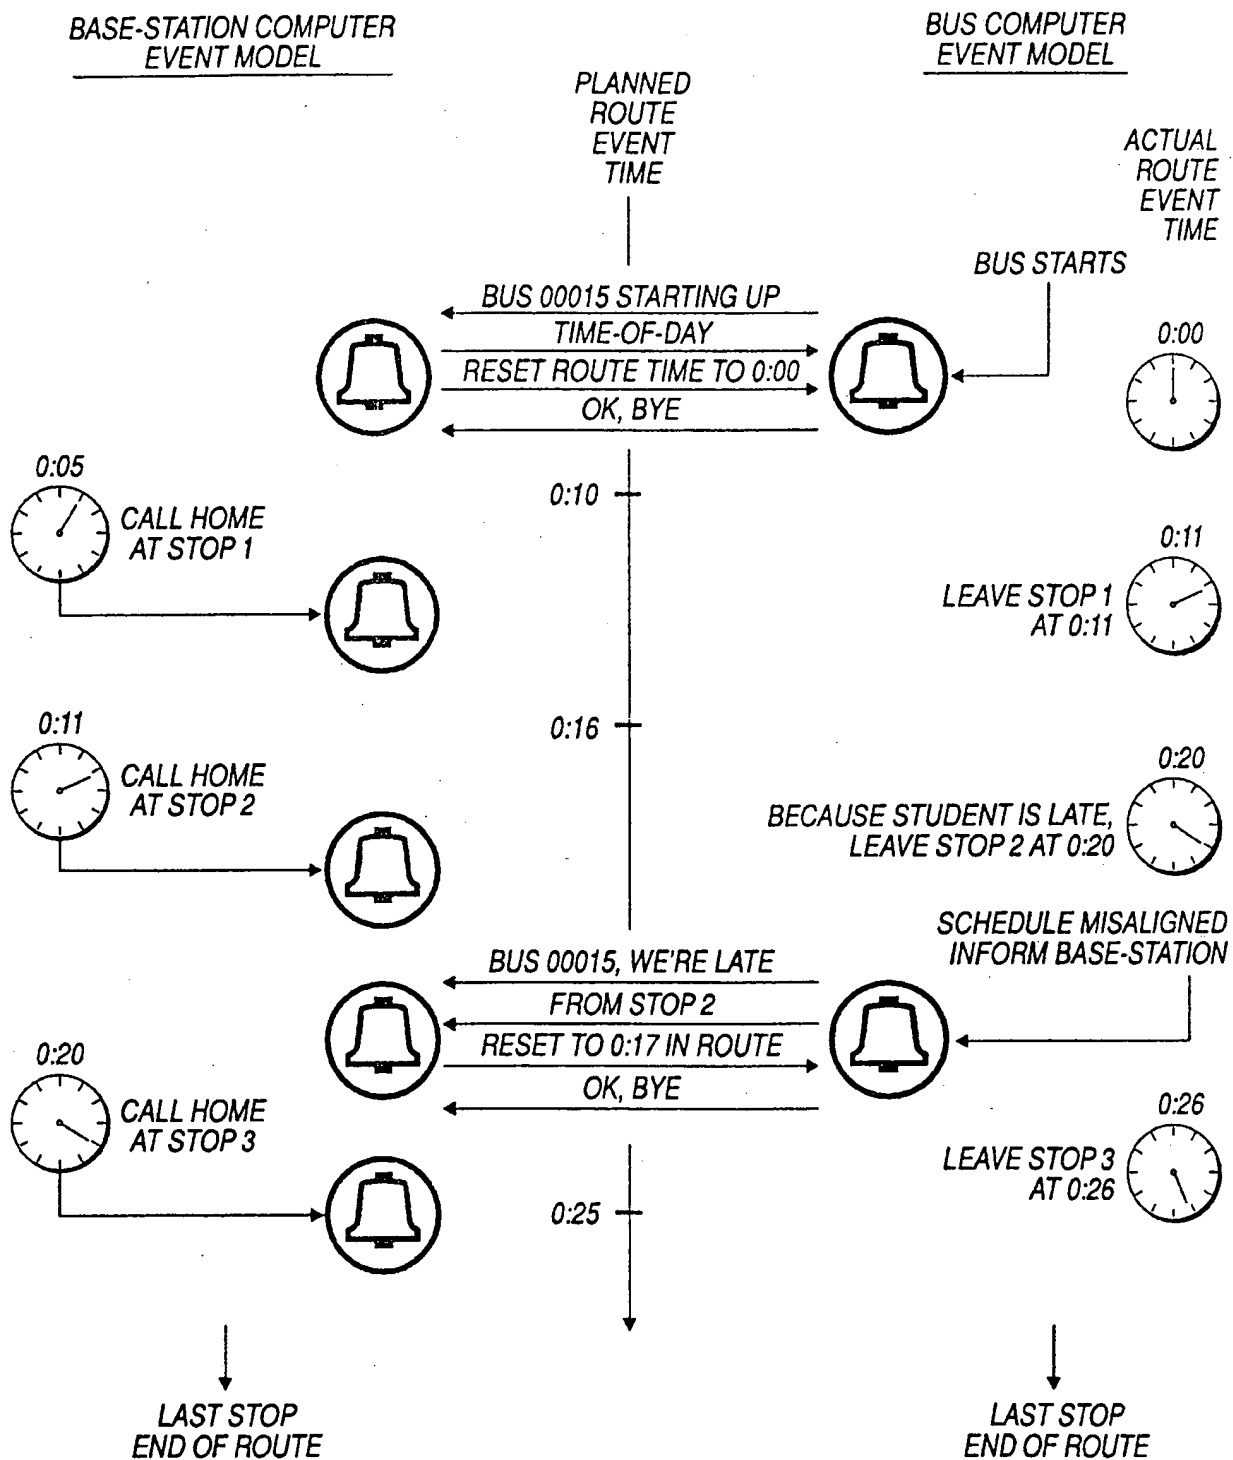 BASE-STATION COMPUTER
EVENT MODEL
BUS COMPUTER
EVENT MODEL
PLANNED
ROUTE
EVENT
TIME
ACTUAL
ROUTE
EVENT
TIME
BUS STARTS
BUS 00015 STARTING UP
TIME-OF-DAY
RESET ROUTE TIME TO 0:00
OK, BYE
0:00
0:05
CALL HOME
AT STOP 1
0:10
0:11
LEAVE STOP 1
AT 0:11
0:11
CALL HOME
AT STOP 2
0:16
0:20
BECAUSE STUDENT IS LATE,
LEAVE STOP 2 AT 0:20
SCHEDULE MISALIGNED
INFORM BASE-STATION
BUS 00015, WE'RE LATE
FROM STOP 2
RESET TO 0:17 IN ROUTE
OK, BYE
0:20
CALL HOME
AT STOP 3
0:26
LEAVE STOP 3
AT 0:26
0:25
LAST STOP
END OF ROUTE
LAST STOP
END OF ROUTE